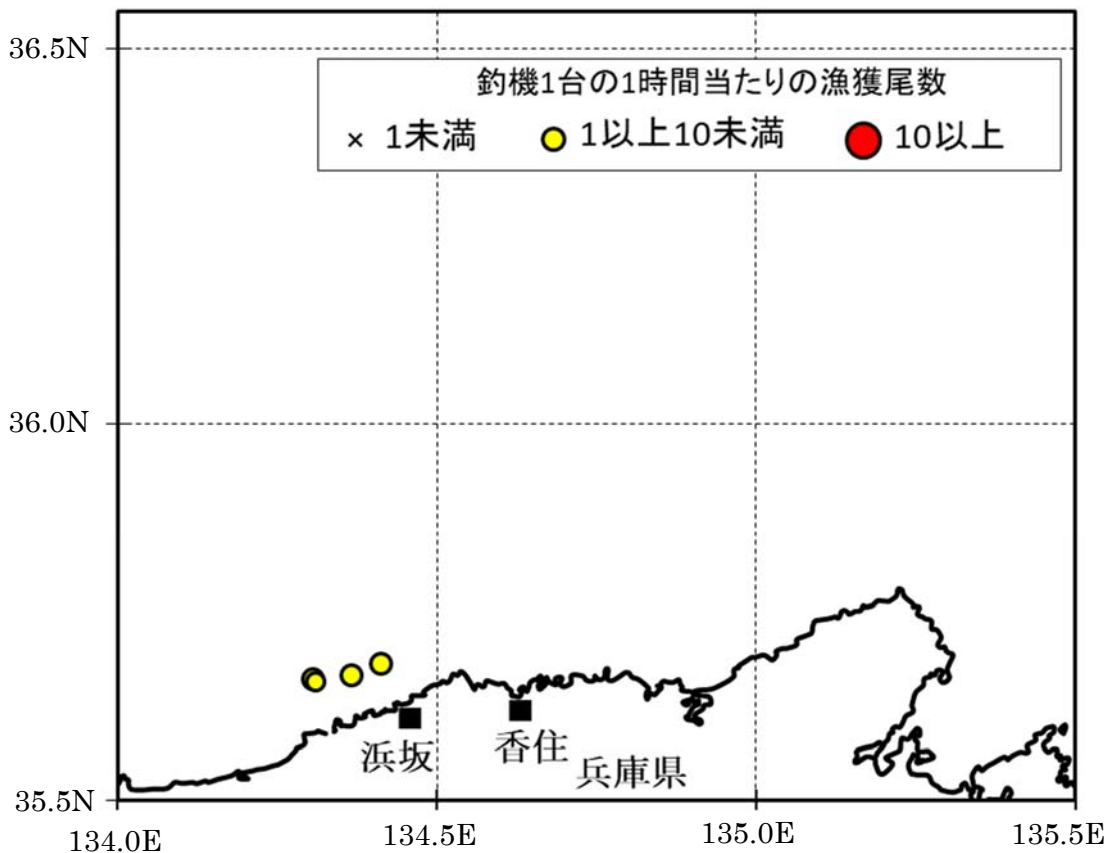 36.5N
釣機1台の1時間当たりの漁獲尾数
× 1未満 1以上10未満 10以上
36.0N
浜坂 香住 兵庫県
35.5N
134.0E 134.5E 135.0E 135.5E